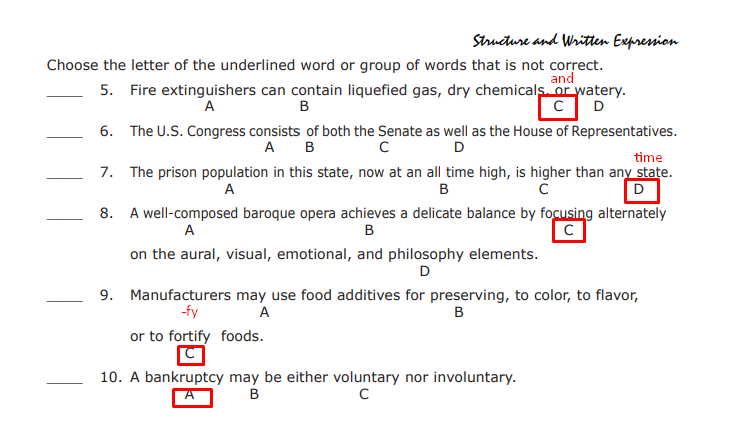 Structure and Written Expression
Choose the letter of the underlined word or group of words that is not correct.
and
____ 5. Fire extinguishers can contain liquefied gas, dry chemicals, or watery.
A B C D
____ 6. The U.S. Congress consists of both the Senate as well as the House of Representatives.
A B C D
time
____ 7. The prison population in this state, now at an all time high, is higher than any state.
A B C D
____ 8. A well-composed baroque opera achieves a delicate balance by focusing alternately
A B C
on the aural, visual, emotional, and philosophy elements.
D
____ 9. Manufacturers may use food additives for preserving, to color, to flavor,
-fy A B
or to fortify foods.
C
____ 10. A bankruptcy may be either voluntary nor involuntary.
A B C